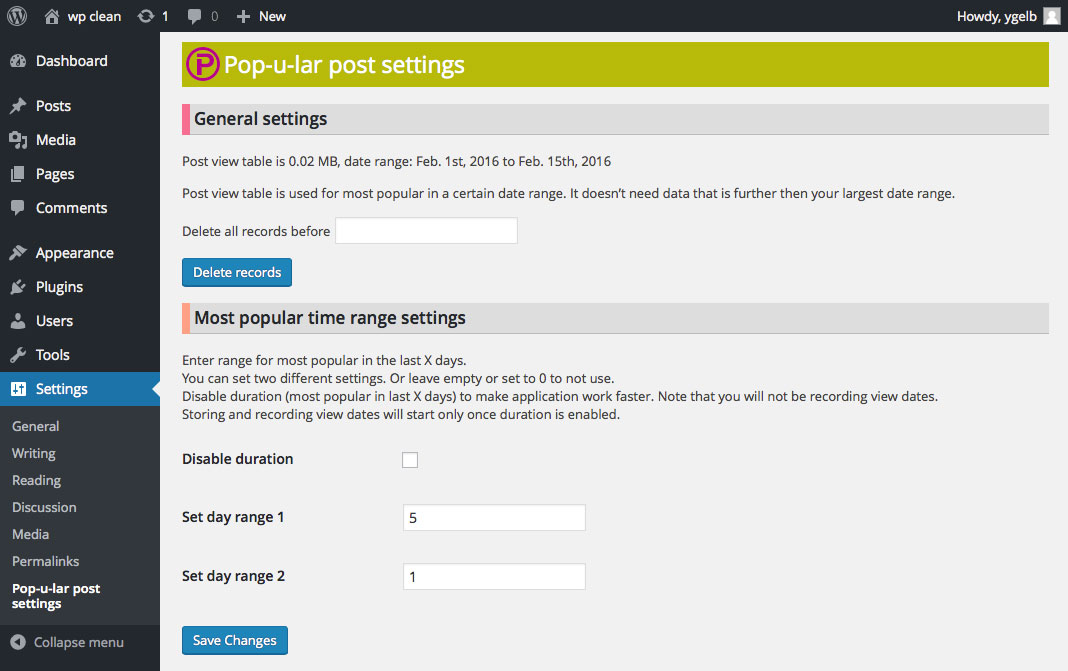 wp clean 1 0 New Howdy, ygelb
Dashboard
Posts
Media
Pages
Comments
Appearance
Plugins
Users
Tools
Settings
General
Writing
Reading
Discussion
Media
Permalinks
Pop-u-lar post
settings
Collapse menu
P Pop-u-lar post settings
General settings
Post view table is 0.02 MB, date range: Feb. 1st, 2016 to Feb. 15th, 2016
Post view table is used for most popular in a certain date range. It doesn’t need data that is further then your largest date range.
Delete all records before
Delete records
Most popular time range settings
Enter range for most popular in the last X days.
You can set two different settings. Or leave empty or set to 0 to not use.
Disable duration (most popular in last X days) to make application work faster. Note that you will not be recording view dates.
Storing and recording view dates will start only once duration is enabled.
Disable duration
Set day range 1 5
Set day range 2 1
Save Changes